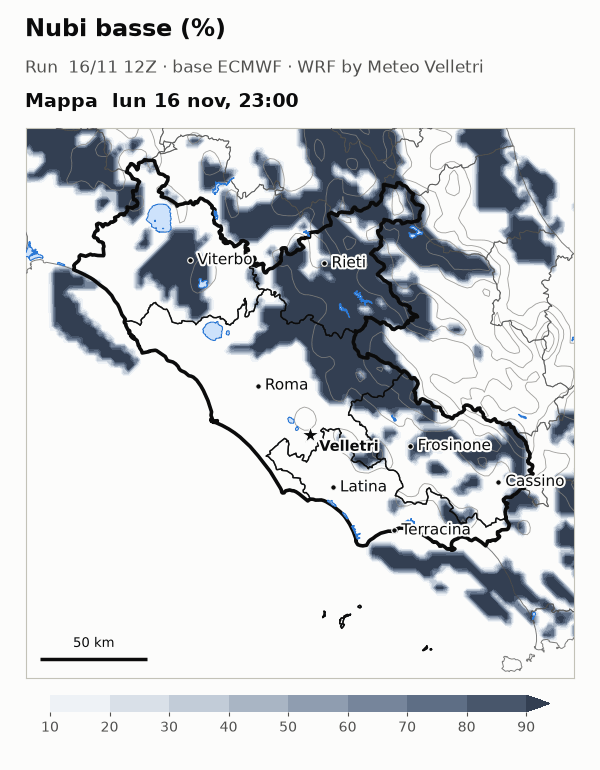 Nubi basse (%)
Run 16/11 12Z · base ECMWF · WRF by Meteo Velletri
Mappa lun 16 nov, 23:00
Viterbo
Rieti
Roma
Velletri
Frosinone
Latina
Cassino
Terracina
50 km
10 20 30 40 50 60 70 80 90